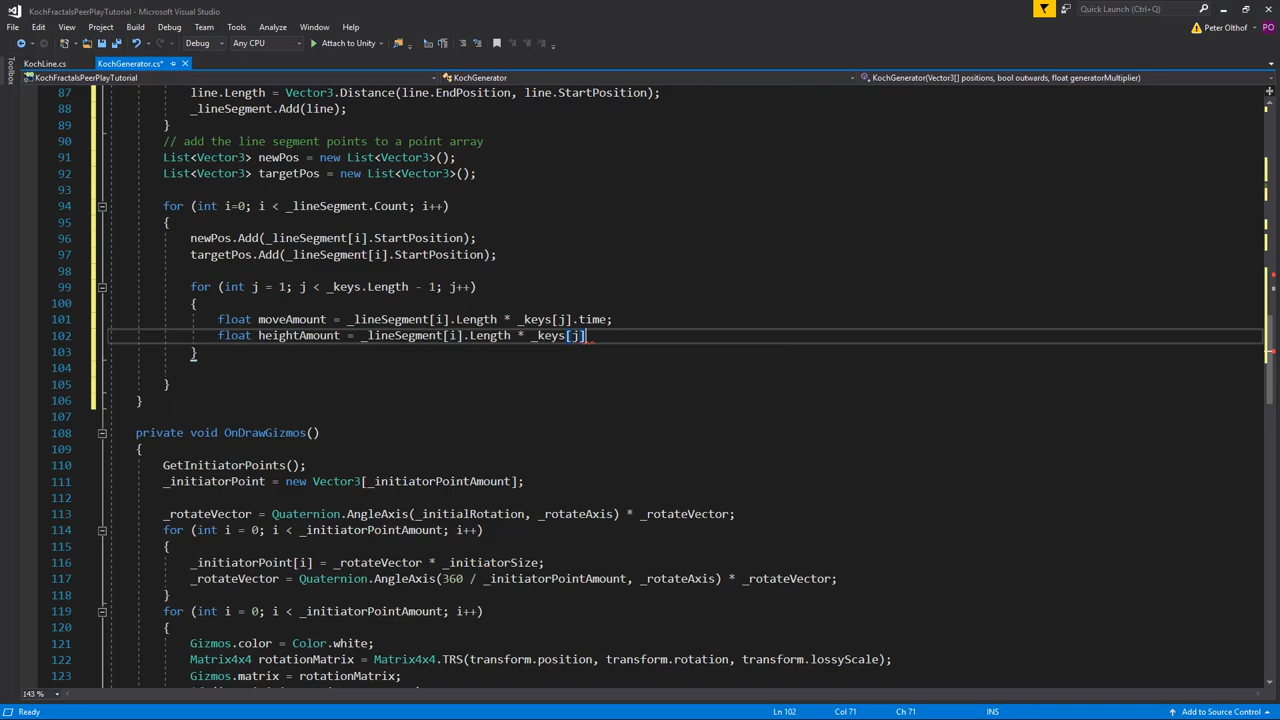 KochFractalsPeerPlayTutorial - Microsoft Visual Studio
Quick Launch (Ctrl+Q)
File Edit View Project Build Debug Team Tools Test Analyze Window Help
Peter Olthof PO
Debug Any CPU Attach to Unity
Toolbox
KochLine.cs KochGenerator.cs*
KochFractalsPeerPlayTutorial KochGenerator KochGenerator(Vector3[] positions, bool outwards, float generatorMultiplier)
87 line.Length = Vector3.Distance(line.EndPosition, line.StartPosition);
88 _lineSegment.Add(line);
89 }
90 // add the line segment points to a point array
91 List<Vector3> newPos = new List<Vector3>();
92 List<Vector3> targetPos = new List<Vector3>();
93
94 for (int i=0; i < _lineSegment.Count; i++)
95 {
96 newPos.Add(_lineSegment[i].StartPosition);
97 targetPos.Add(_lineSegment[i].StartPosition);
98
99 for (int j = 1; j < _keys.Length - 1; j++)
100 {
101 float moveAmount = _lineSegment[i].Length * _keys[j].time;
102 float heightAmount = _lineSegment[i].Length * _keys[j]
103 }
104
105 }
106 }
107
108 private void OnDrawGizmos()
109 {
110 GetInitiatorPoints();
111 _initiatorPoint = new Vector3[_initiatorPointAmount];
112
113 _rotateVector = Quaternion.AngleAxis(_initialRotation, _rotateAxis) * _rotateVector;
114 for (int i = 0; i < _initiatorPointAmount; i++)
115 {
116 _initiatorPoint[i] = _rotateVector * _initiatorSize;
117 _rotateVector = Quaternion.AngleAxis(360 / _initiatorPointAmount, _rotateAxis) * _rotateVector;
118 }
119 for (int i = 0; i < _initiatorPointAmount; i++)
120 {
121 Gizmos.color = Color.white;
122 Matrix4x4 rotationMatrix = Matrix4x4.TRS(transform.position, transform.rotation, transform.lossyScale);
123 Gizmos.matrix = rotationMatrix;
143 %
Ready Ln 102 Col 71 Ch 71 INS Add to Source Control